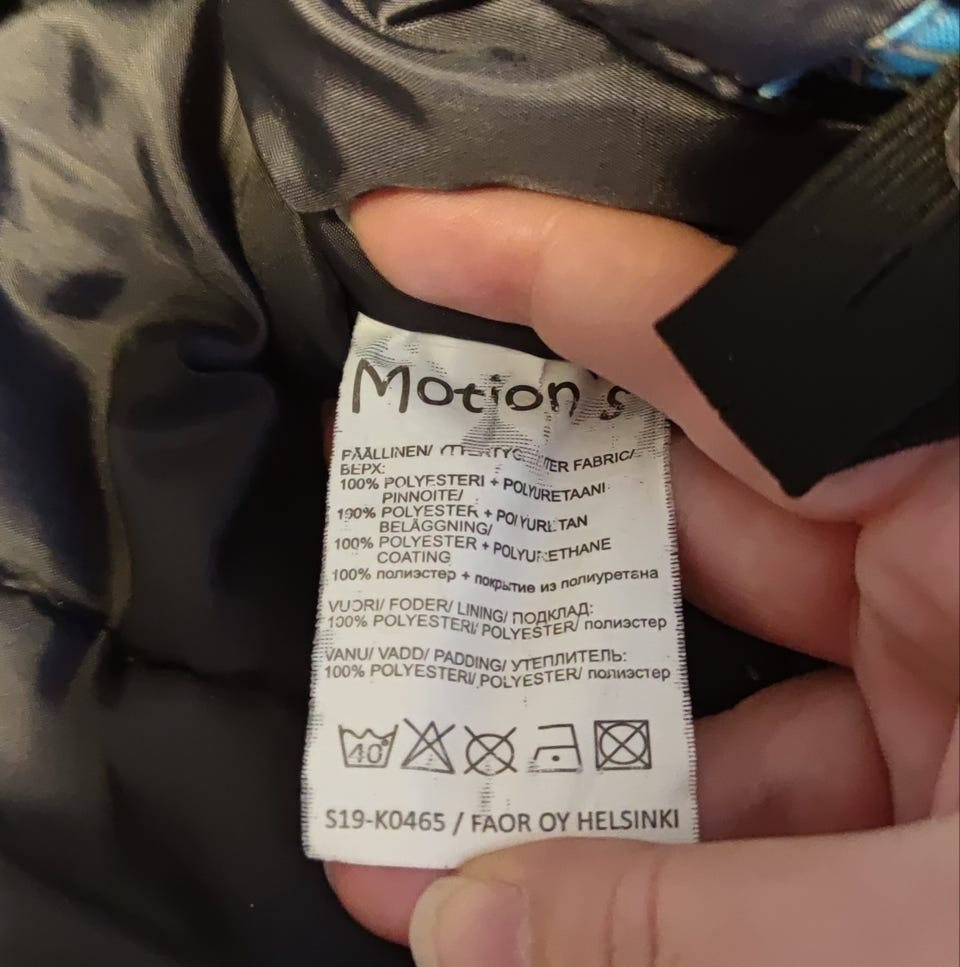 Motion's
PÄÄLLINEN/ FABRIC/
ВЕРХ:
100% POLYESTERI + POLYURETAANI
PINNOITE/
100% POLYESTER + POLYURETAN
BELÄGGNING/
100% POLYESTER + POLYURETHANE
COATING
100% полиэстер + покрытие из полиуретана
VUORI/ FODER/ LINING/ ПОДКЛАД:
100% POLYESTERI/ POLYESTER/ полиэстер
VANU/ VADD/ PADDING/ УТЕПЛИТЕЛЬ:
100% POLYESTERI/ POLYESTER/ полиэстер
40°
S19-K0465 / FAOR OY HELSINKI